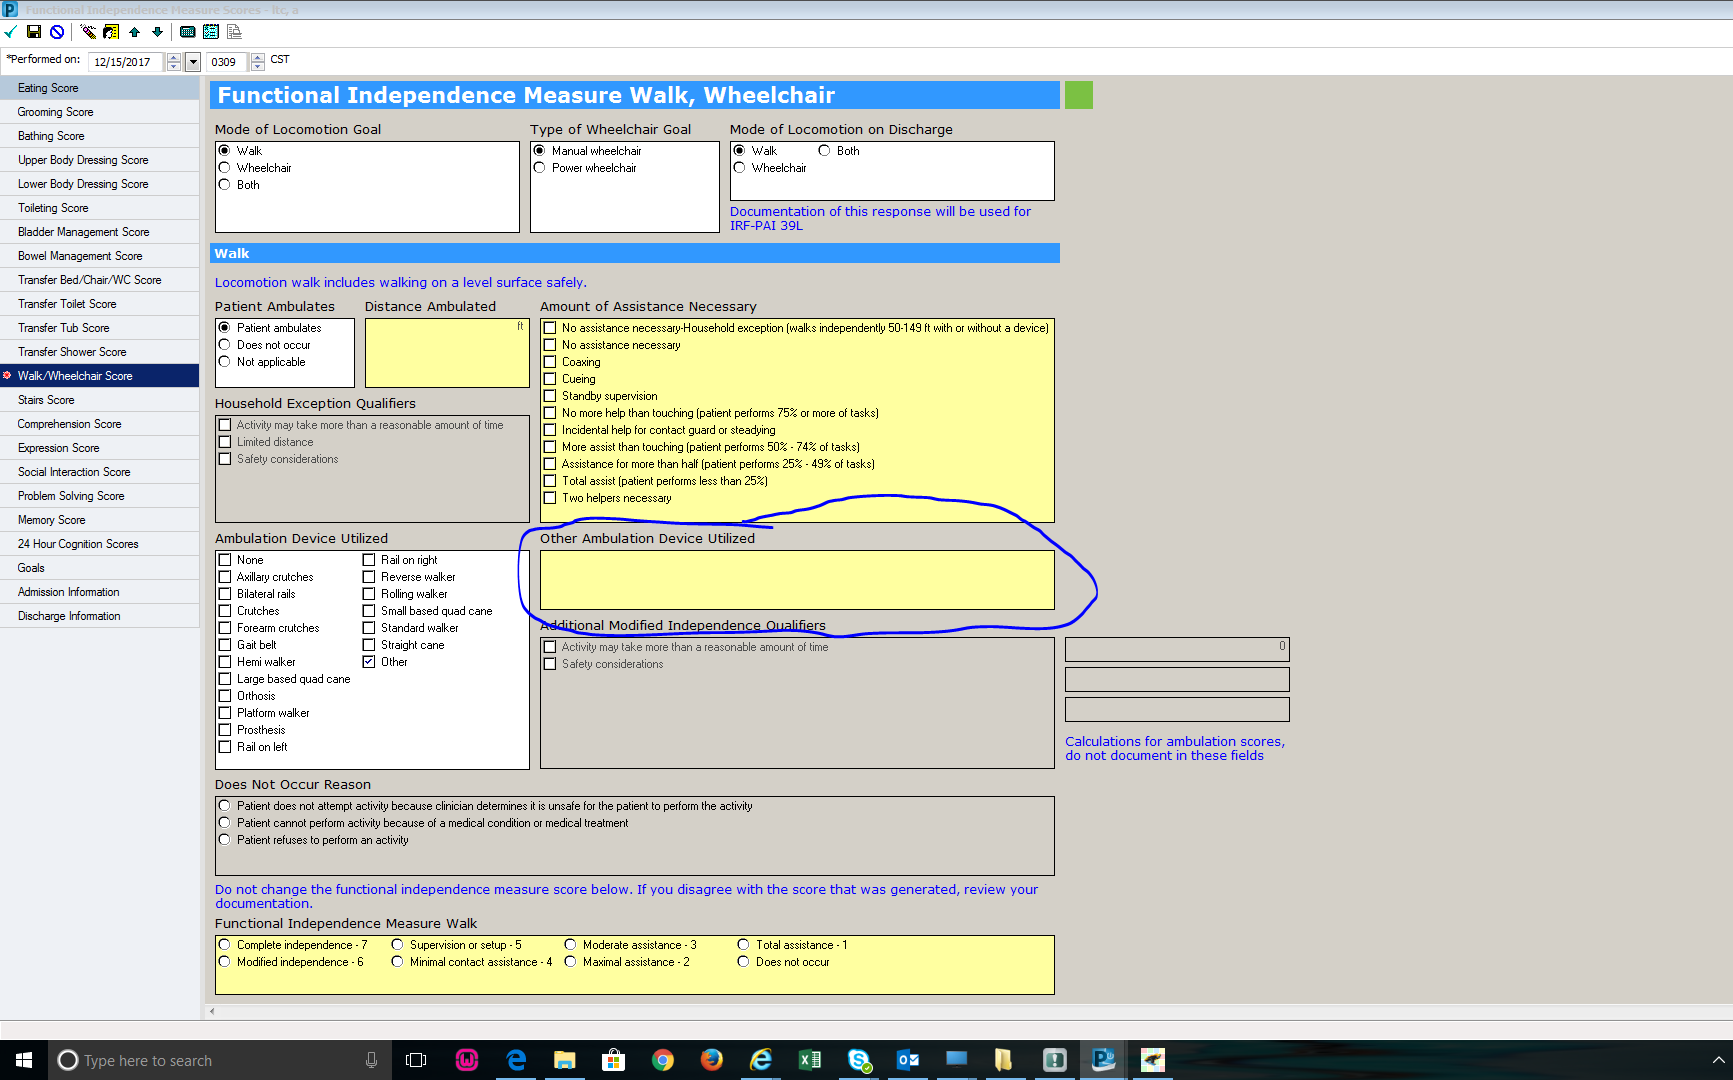 Functional Independence Measure Scores - ltc, a
*Performed on: 12/15/2017 0309 CST
Eating Score
Grooming Score
Bathing Score
Upper Body Dressing Score
Lower Body Dressing Score
Toileting Score
Bladder Management Score
Bowel Management Score
Transfer Bed/Chair/WC Score
Transfer Toilet Score
Transfer Tub Score
Transfer Shower Score
Walk/Wheelchair Score
Stairs Score
Comprehension Score
Expression Score
Social Interaction Score
Problem Solving Score
Memory Score
24 Hour Cognition Scores
Goals
Admission Information
Discharge Information
Functional Independence Measure Walk, Wheelchair
Mode of Locomotion Goal
Walk
Wheelchair
Both
Type of Wheelchair Goal
Manual wheelchair
Power wheelchair
Mode of Locomotion on Discharge
Walk Both
Wheelchair
Documentation of this response will be used for
IRF-PAI 39L
Walk
Locomotion walk includes walking on a level surface safely.
Patient Ambulates
Patient ambulates
Does not occur
Not applicable
Distance Ambulated
ft
Amount of Assistance Necessary
No assistance necessary-Household exception (walks independently 50-149 ft with or without a device)
No assistance necessary
Coaxing
Cueing
Standby supervision
No more help than touching (patient performs 75% or more of tasks)
Incidental help for contact guard or steadying
More assist than touching (patient performs 50% - 74% of tasks)
Assistance for more than half (patient performs 25% - 49% of tasks)
Total assist (patient performs less than 25%)
Two helpers necessary
Household Exception Qualifiers
Activity may take more than a reasonable amount of time
Limited distance
Safety considerations
Ambulation Device Utilized
None
Axillary crutches
Bilateral rails
Crutches
Forearm crutches
Gait belt
Hemi walker
Large based quad cane
Orthosis
Platform walker
Prosthesis
Rail on left
Rail on right
Reverse walker
Rolling walker
Small based quad cane
Standard walker
Straight cane
Other
Other Ambulation Device Utilized
Additional Modified Independence Qualifiers
Activity may take more than a reasonable amount of time
Safety considerations
0
Calculations for ambulation scores,
do not document in these fields
Does Not Occur Reason
Patient does not attempt activity because clinician determines it is unsafe for the patient to perform the activity
Patient cannot perform activity because of a medical condition or medical treatment
Patient refuses to perform an activity
Do not change the functional independence measure score below. If you disagree with the score that was generated, review your
documentation.
Functional Independence Measure Walk
Complete independence - 7 Supervision or setup - 5 Moderate assistance - 3 Total assistance - 1
Modified independence - 6 Minimal contact assistance - 4 Maximal assistance - 2 Does not occur
Type here to search